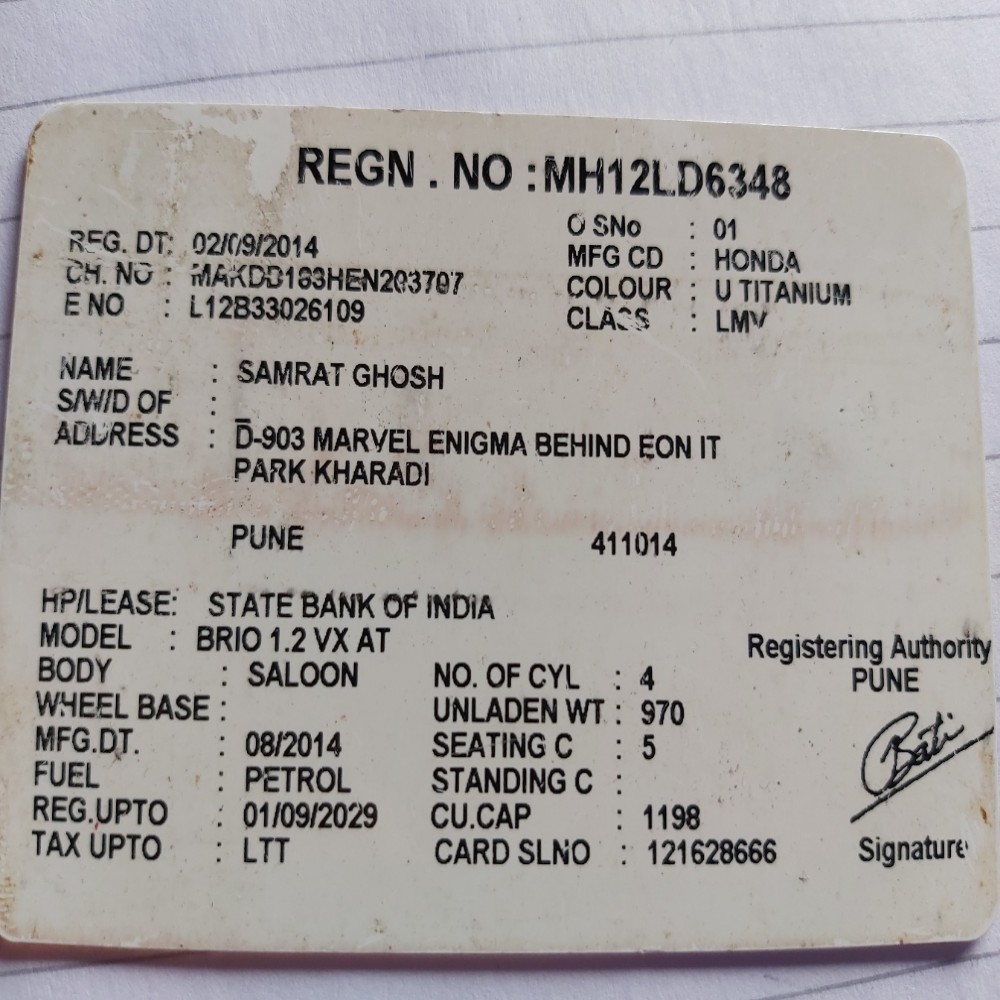 REGN . NO : MH12LD6348
O SNo : 01
REG. DT: 02/09/2014
MFG CD : HONDA
CH. NO :
COLOUR : U TITANIUM
E NO : L12B33026109
CLASS : LMV
NAME : SAMRAT GHOSH
S/W/D OF :
ADDRESS : D-903 MARVEL ENIGMA BEHIND EON IT
PARK KHARADI
PUNE 411014
HP/LEASE: STATE BANK OF INDIA
MODEL : BRIO 1.2 VX AT
Registering Authority
BODY : SALOON NO. OF CYL : 4 PUNE
WHEEL BASE : UNLADEN WT : 970
MFG.DT. : 08/2014 SEATING C : 5
FUEL : PETROL STANDING C :
REG.UPTO : 01/09/2029 CU.CAP : 1198
TAX UPTO : LTT CARD SLNO : 121628666 Signature